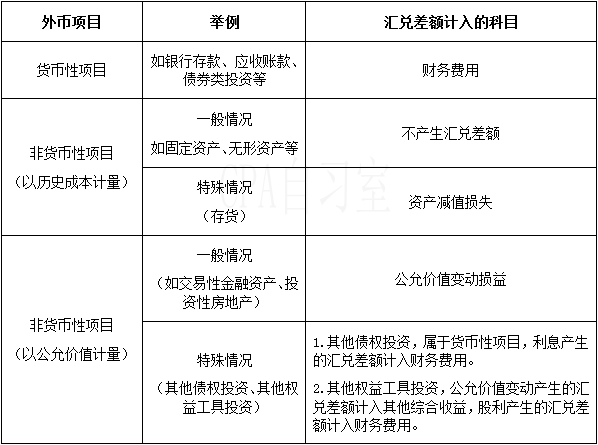 外币项目
举例
汇兑差额计入的科目
货币性项目
如银行存款、应收账款、
债券类投资等
财务费用
非货币性项目
（以历史成本计量）
一般情况
如固定资产、无形资产等
不产生汇兑差额
特殊情况
（存货）
资产减值损失
非货币性项目
（以公允价值计量）
一般情况
（如交易性金融资产、投
资性房地产）
公允价值变动损益
特殊情况
（其他债权投资、其他权
益工具投资）
1.其他债权投资，属于货币性项目，利息产生
的汇兑差额计入财务费用。
2.其他权益工具投资，公允价值变动产生的汇
兑差额计入其他综合收益，股利产生的汇兑差
额计入财务费用。
CPA自习室